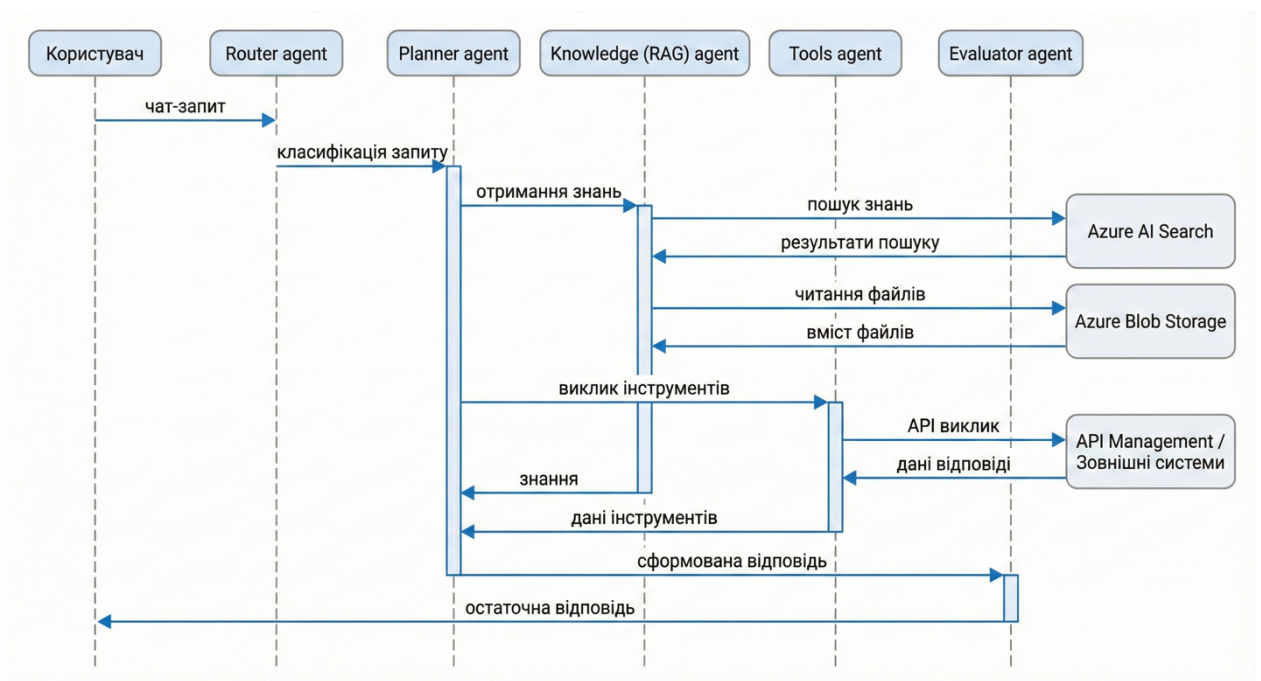 Користувач
Router agent
Planner agent
Knowledge (RAG) agent
Tools agent
Evaluator agent
чат-запит
класифікація запиту
отримання знань
пошук знань
Azure AI Search
результати пошуку
читання файлів
Azure Blob Storage
вміст файлів
виклик інструментів
API виклик
API Management /
Зовнішні системи
дані відповіді
знання
дані інструментів
сформована відповідь
остаточна відповідь